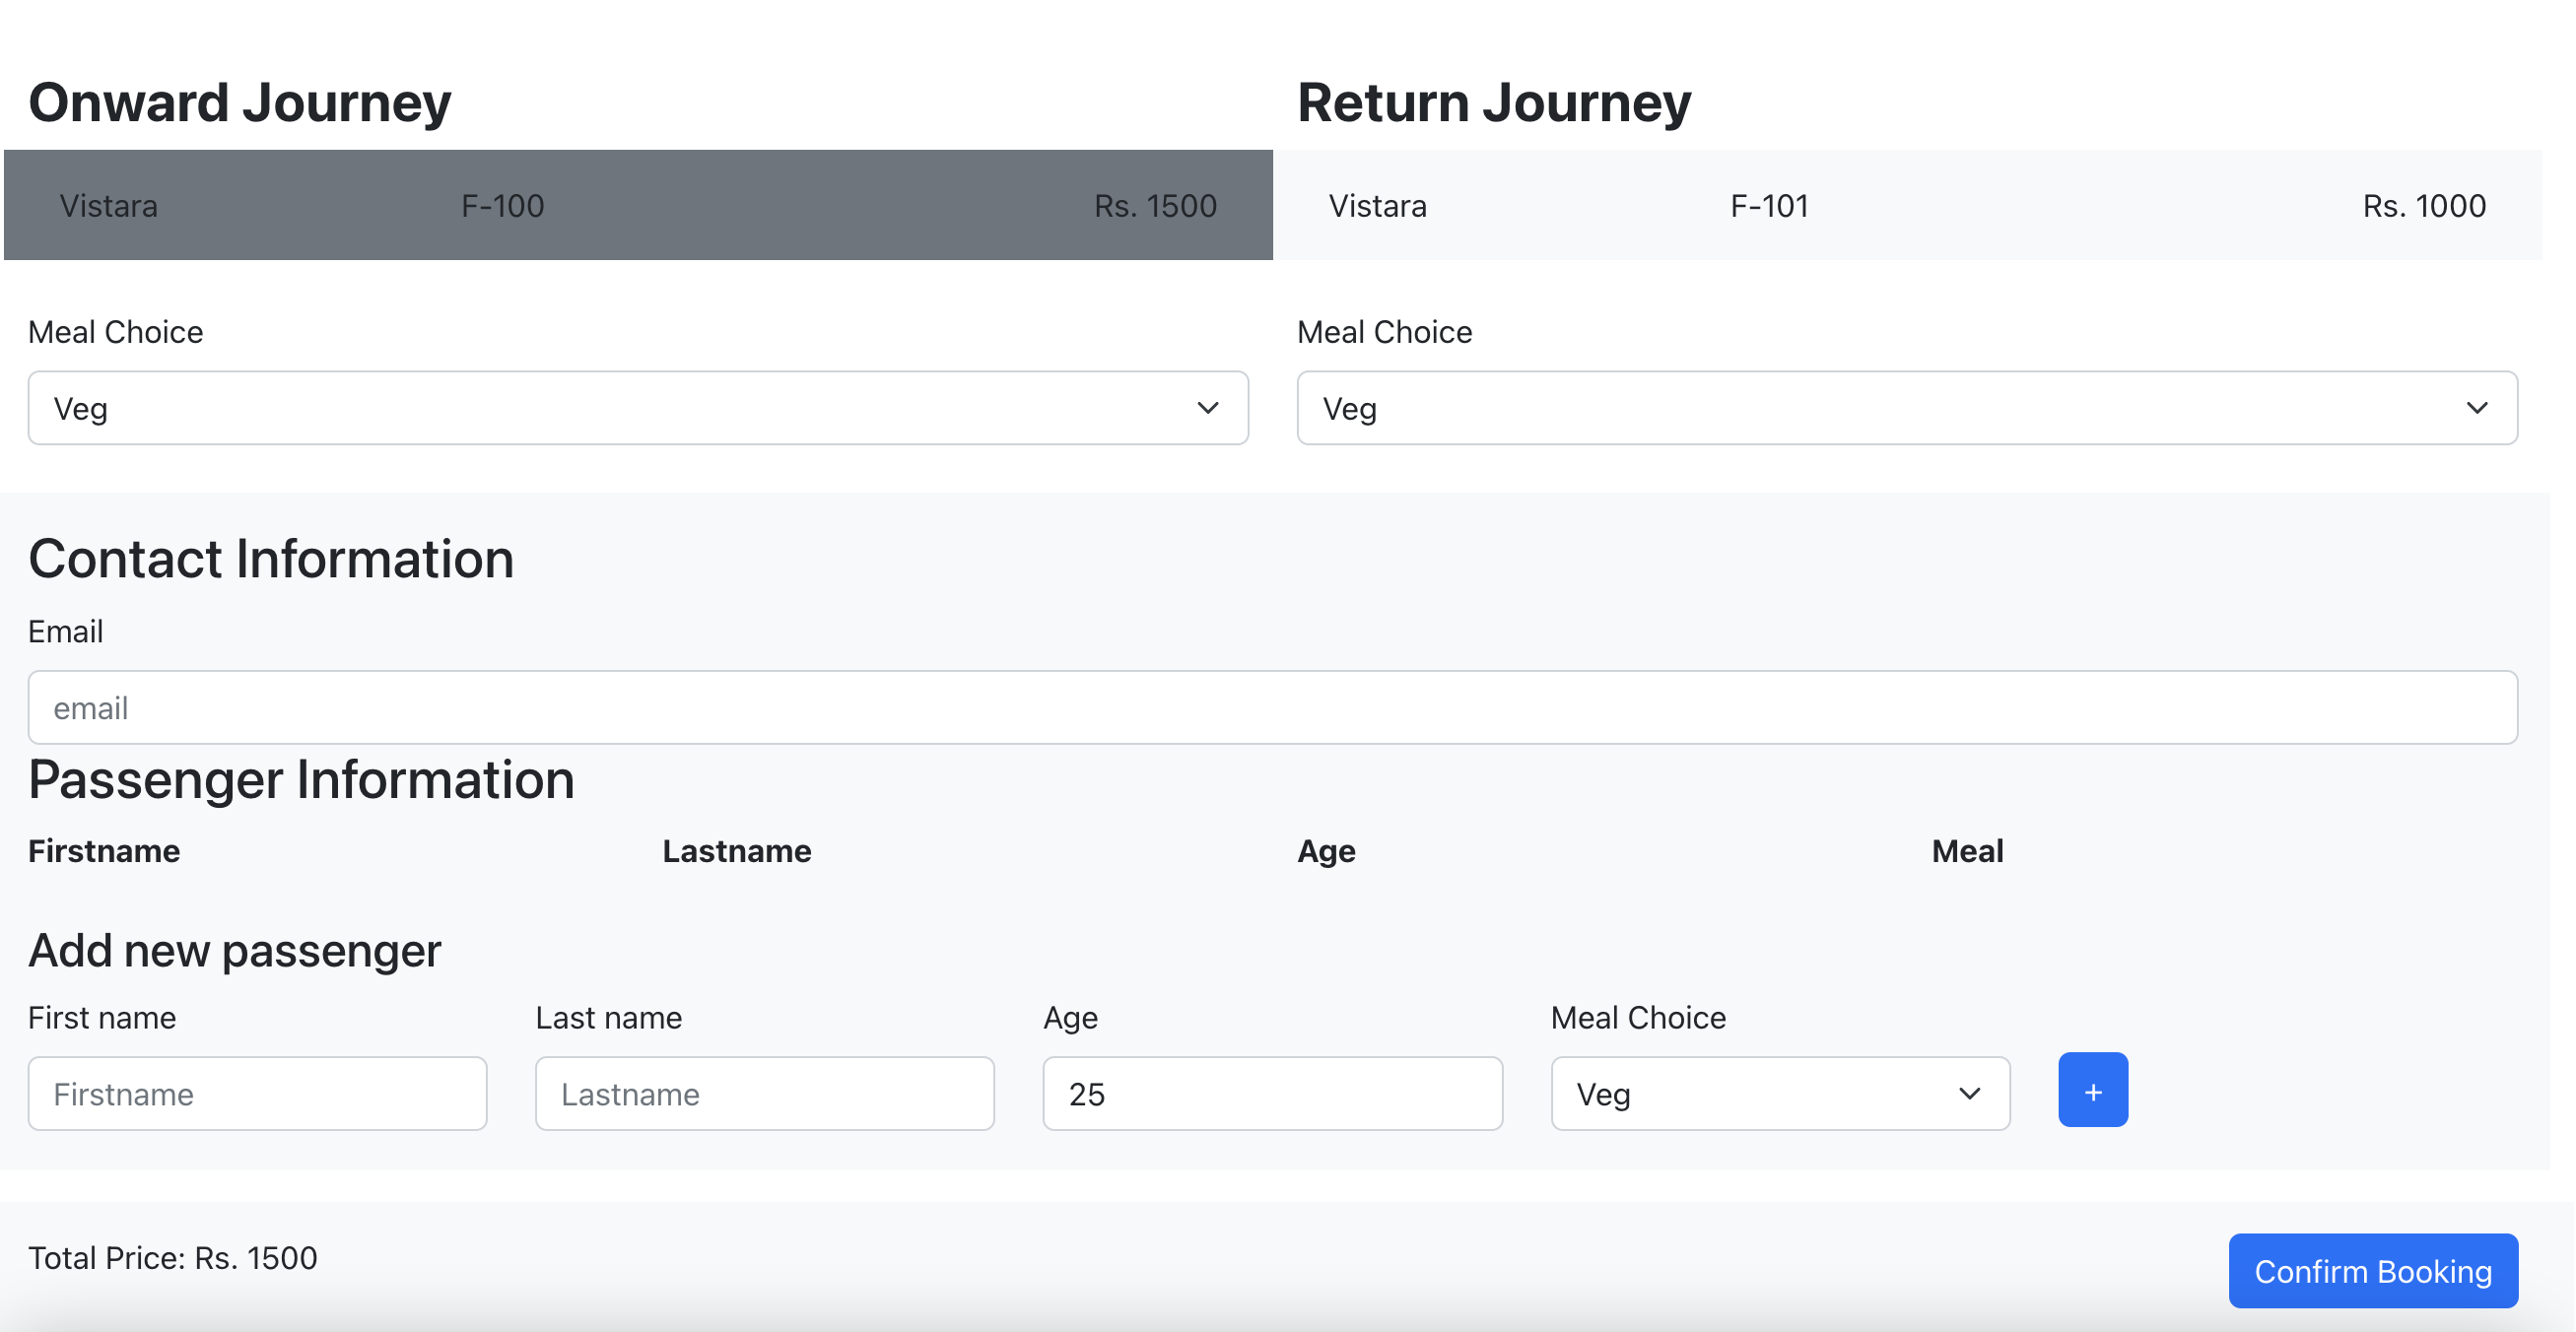 Onward Journey
Return Journey
Vistara F-100 Rs. 1500
Vistara F-101 Rs. 1000
Meal Choice
Meal Choice
Veg
Veg
Contact Information
Email
email
Passenger Information
Firstname Lastname Age Meal
Add new passenger
First name Last name Age Meal Choice
Firstname Lastname 25 Veg +
Total Price: Rs. 1500
Confirm Booking